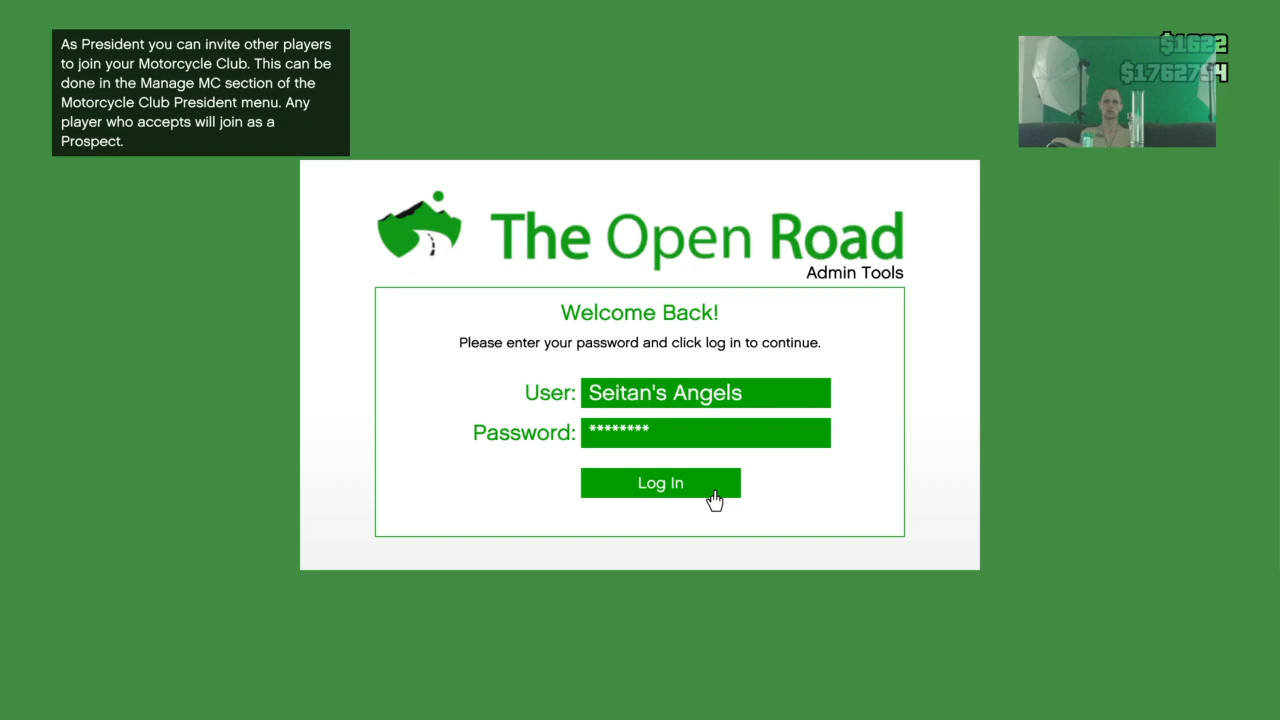 As President you can invite other players
to join your Motorcycle Club. This can be
done in the Manage MC section of the
Motorcycle Club President menu. Any
player who accepts will join as a
Prospect.
$1622
$1762754
The Open Road
Admin Tools
Welcome Back!
Please enter your password and click log in to continue.
User: Seitan's Angels
Password: ********
Log In